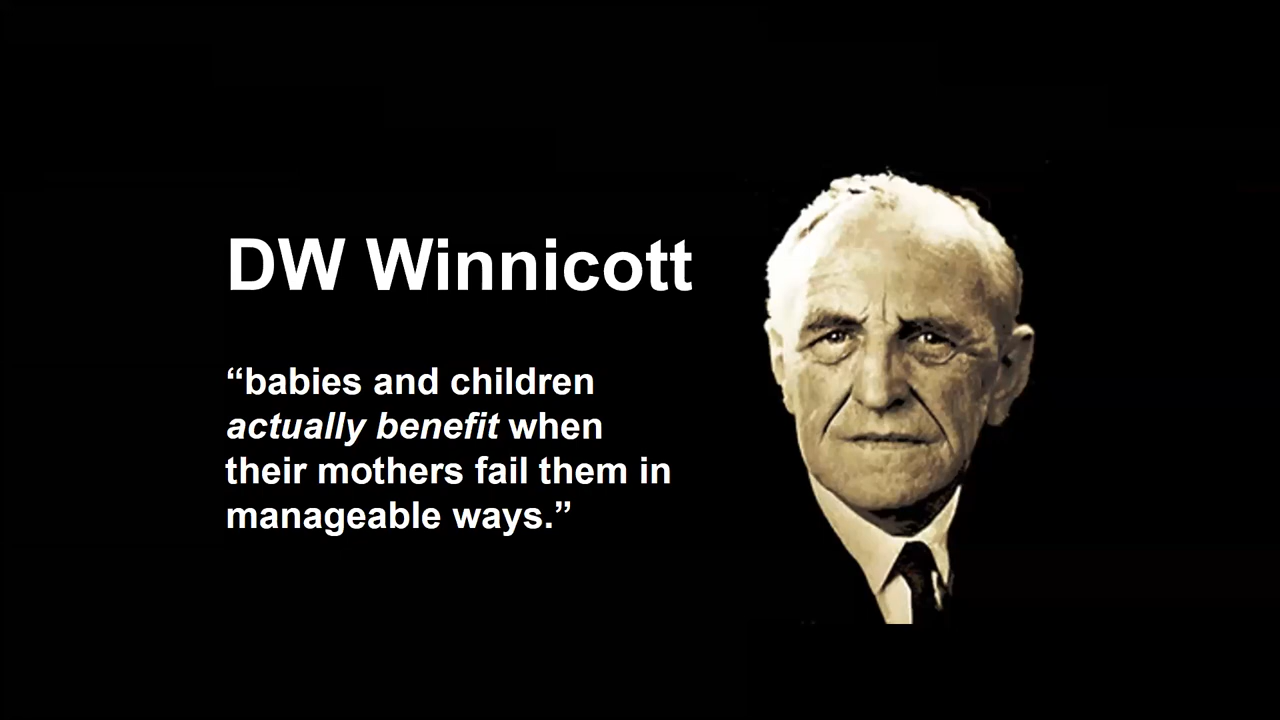 DW Winnicott
“babies and children
actually benefit when
their mothers fail them in
manageable ways.”